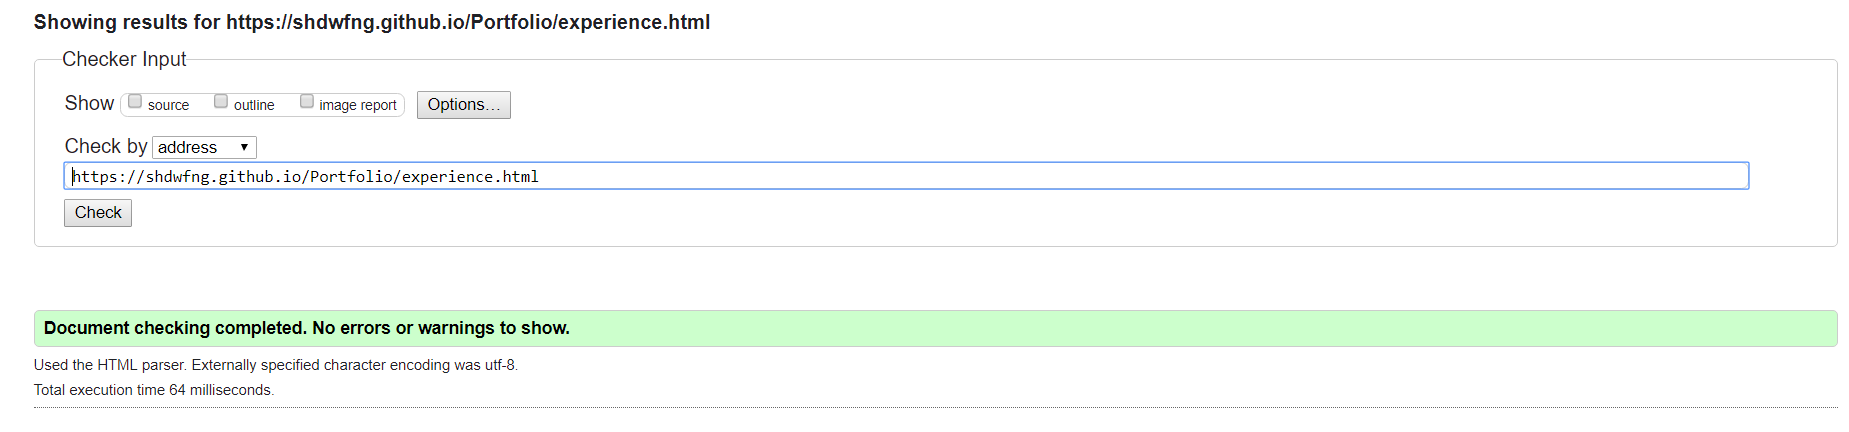 Showing results for https://shdwfng.github.io/Portfolio/experience.html
Checker Input
Show source outline image report Options...
Check by address
https://shdwfng.github.io/Portfolio/experience.html
Check
Document checking completed. No errors or warnings to show.
Used the HTML parser. Externally specified character encoding was utf-8.
Total execution time 64 milliseconds.